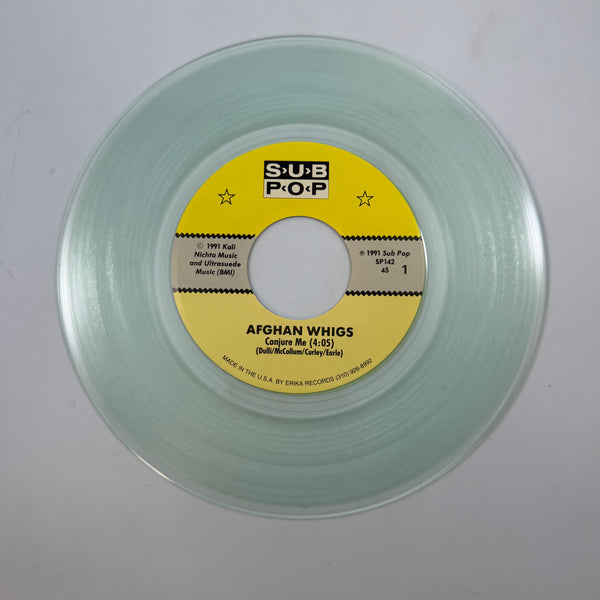 S›U›B
P‹O‹P
© 1991 Kali
Nichta Music
and Ultrasuede
Music (BMI)
℗ 1991 Sub Pop
SP142
45 1
AFGHAN WHIGS
Conjure Me (4:05)
(Dulli/McCollum/Curley/Earle)
MADE IN THE U.S.A. BY ERIKA RECORDS (310) 926-8992